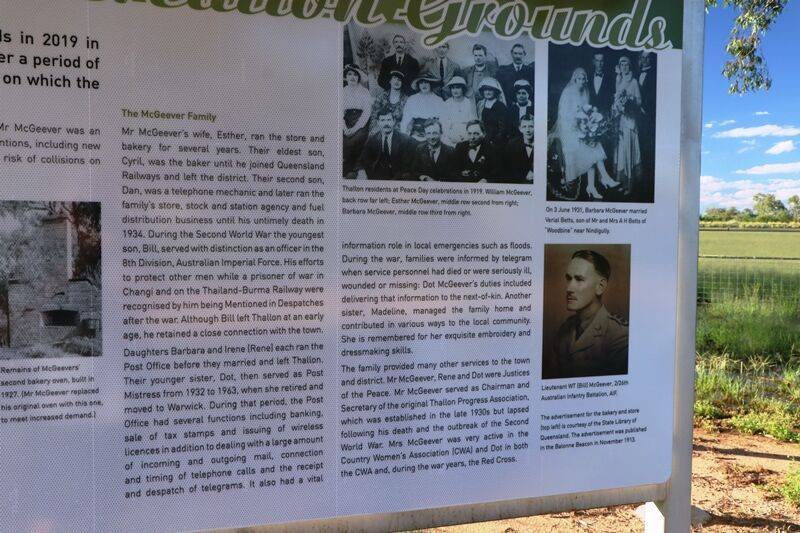 Grounds
ds in 2019 in
er a period of
on which the
Mr McGeever was an
ntions, including new
risk of collisions on
Remains of McGeevers'
second bakery oven, built in
1927. (Mr McGeever replaced
his original oven with this one,
to meet increased demand.)
The McGeever Family
Mr McGeever's wife, Esther, ran the store and
bakery for several years. Their eldest son,
Cyril, was the baker until he joined Queensland
Railways and left the district. Their second son,
Dan, was a telephone mechanic and later ran the
family's store, stock and station agency and fuel
distribution business until his untimely death in
1934. During the Second World War the youngest
son, Bill, served with distinction as an officer in the
8th Division, Australian Imperial Force. His efforts
to protect other men while a prisoner of war in
Changi and on the Thailand-Burma Railway were
recognised by him being Mentioned in Despatches
after the war. Although Bill left Thallon at an early
age, he retained a close connection with the town.
Daughters Barbara and Irene (Rene) each ran the
Post Office before they married and left Thallon.
Their younger sister, Dot, then served as Post
Mistress from 1932 to 1963, when she retired and
moved to Warwick. During that period, the Post
Office had several functions including banking,
sale of tax stamps and issuing of wireless
licences in addition to dealing with a large amount
of incoming and outgoing mail, connection
and timing of telephone calls and the receipt
and despatch of telegrams. It also had a vital
Thallon residents at Peace Day celebrations in 1919. William McGeever,
back row far left; Esther McGeever, middle row second from right;
Barbara McGeever, middle row third from right.
information role in local emergencies such as floods.
During the war, families were informed by telegram
when service personnel had died or were seriously ill,
wounded or missing: Dot McGeever's duties included
delivering that information to the next-of-kin. Another
sister, Madeline, managed the family home and
contributed in various ways to the local community.
She is remembered for her exquisite embroidery and
dressmaking skills.
The family provided many other services to the town
and district. Mr McGeever, Rene and Dot were Justices
of the Peace. Mr McGeever served as Chairman and
Secretary of the original Thallon Progress Association,
which was established in the late 1930s but lapsed
following his death and the outbreak of the Second
World War. Mrs McGeever was very active in the
Country Women's Association (CWA) and Dot in both
the CWA and, during the war years, the Red Cross.
On 3 June 1931, Barbara McGeever married
Verial Betts, son of Mr and Mrs A H Betts of
"Woodbine" near Nindigully.
Lieutenant WT (Bill) McGeever, 2/26th
Australian Infantry Battalion, AIF.
The advertisement for the bakery and store
(top left) is courtesy of the State Library of
Queensland. The advertisement was published
in the Balonne Beacon in November 1913.